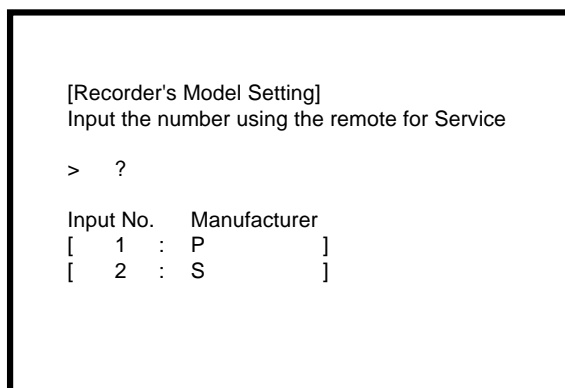 [Recorder's Model Setting]
Input the number using the remote for Service
> ?
Input No. Manufacturer
[ 1 : P ]
[ 2 : S ]